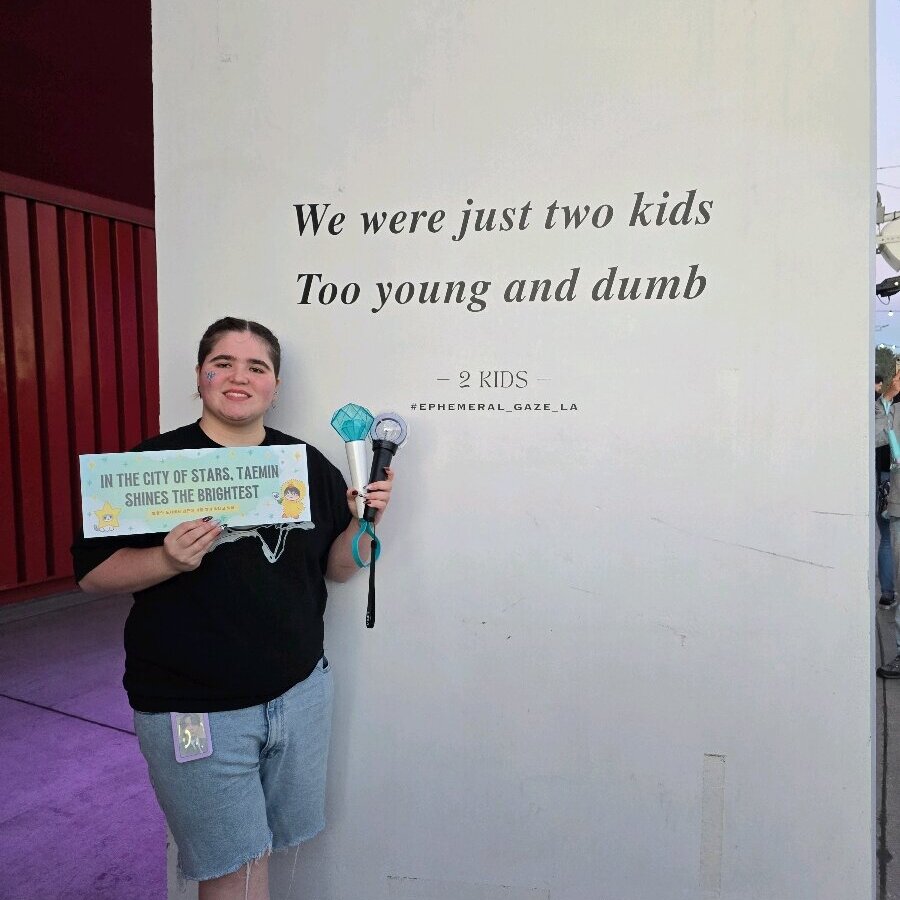 We were just two kids
Too young and dumb
– 2 KIDS –
#EPHEMERAL_GAZE_LA
IN THE CITY OF STARS, TAEMIN
SHINES THE BRIGHTEST